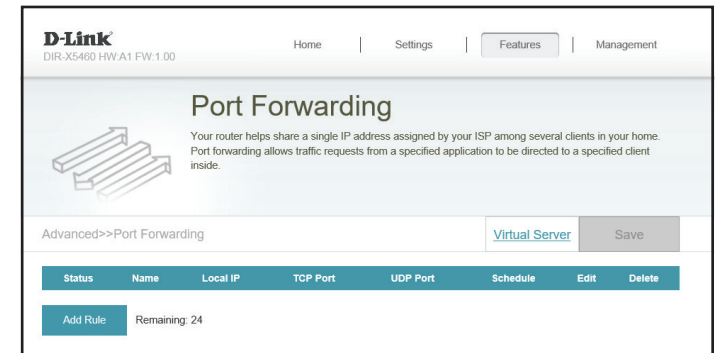 D-Link
DIR-X5460 HW:A1 FW:1.00
Home | Settings | Features | Management
Port Forwarding
Your router helps share a single IP address assigned by your ISP among several clients in your home.
Port forwarding allows traffic requests from a specified application to be directed to a specified client
inside.
Advanced>>Port Forwarding
Virtual Server
Save
Status Name Local IP TCP Port UDP Port Schedule Edit Delete
Add Rule Remaining: 24